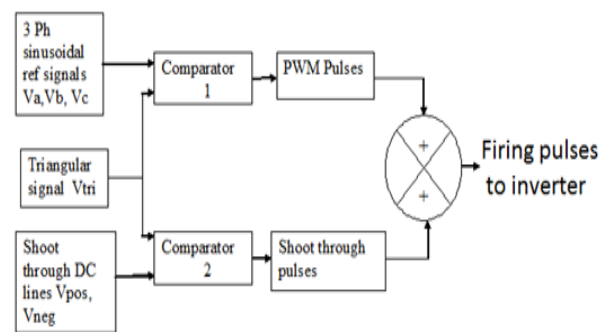 3 Ph
sinusoidal
ref signals
Va,Vb, Vc
Comparator
1
PWM Pulses
Triangular
signal Vtri
+
+
Firing pulses
to inverter
Shoot
through DC
lines Vpos,
Vneg
Comparator
2
Shoot through
pulses